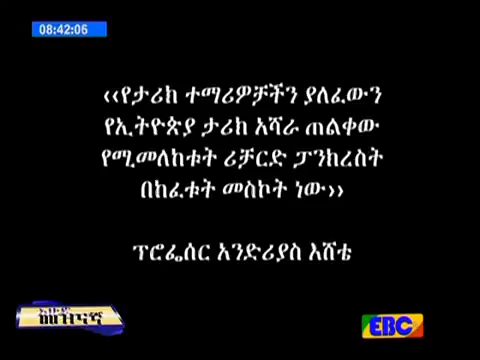 08:42:06
‹‹የታሪክ ተማሪዎቻችን ያለፈውን
የኢትዮጵያ ታሪክ አሻራ ጠልቀው
የሚመለከቱት ሪቻርድ ፓንክረስት
በከፈቱት መስኮት ነው››
ፕሮፌሰር አንድሪያስ እሸቴ
EBC